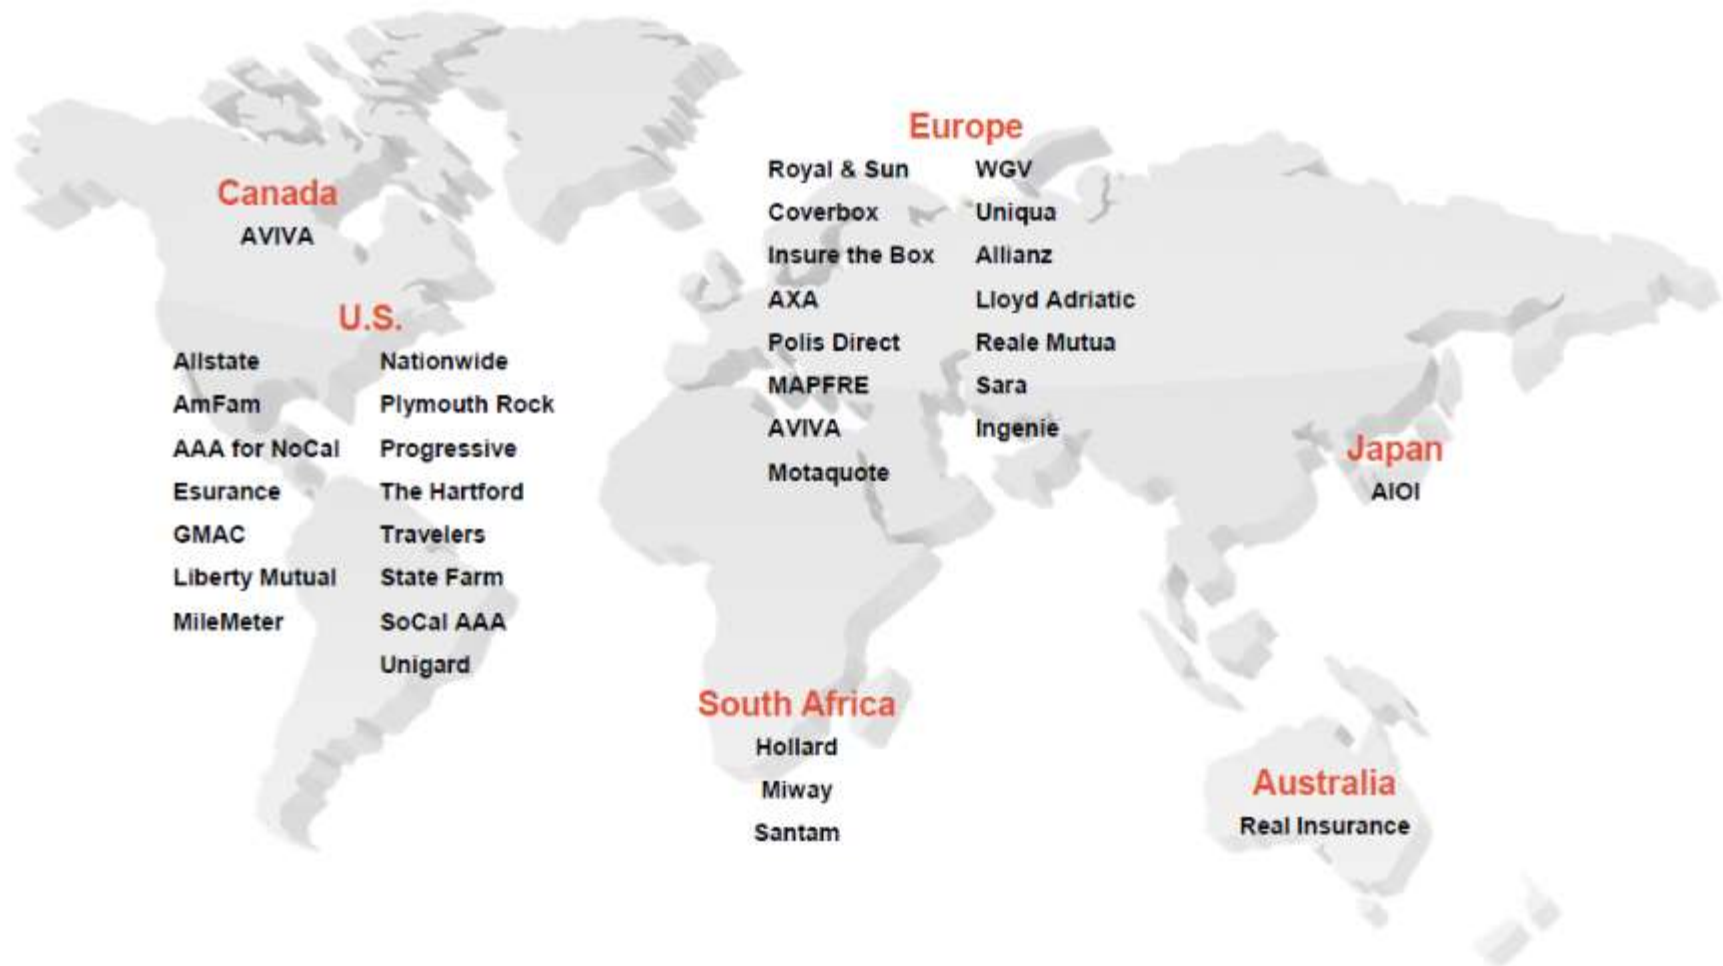 Europe
Royal & Sun
WGV
Coverbox
Uniqua
Insure the Box
Allianz
AXA
Lloyd Adriatic
Polis Direct
Reale Mutua
MAPFRE
Sara
AVIVA
Ingenie
Motaquote
Canada
AVIVA
U.S.
Allstate
Nationwide
AmFam
Plymouth Rock
AAA for NoCal
Progressive
Esurance
The Hartford
GMAC
Travelers
Liberty Mutual
State Farm
MileMeter
SoCal AAA
Unigard
Japan
AIOI
South Africa
Hollard
Miway
Santam
Australia
Real Insurance